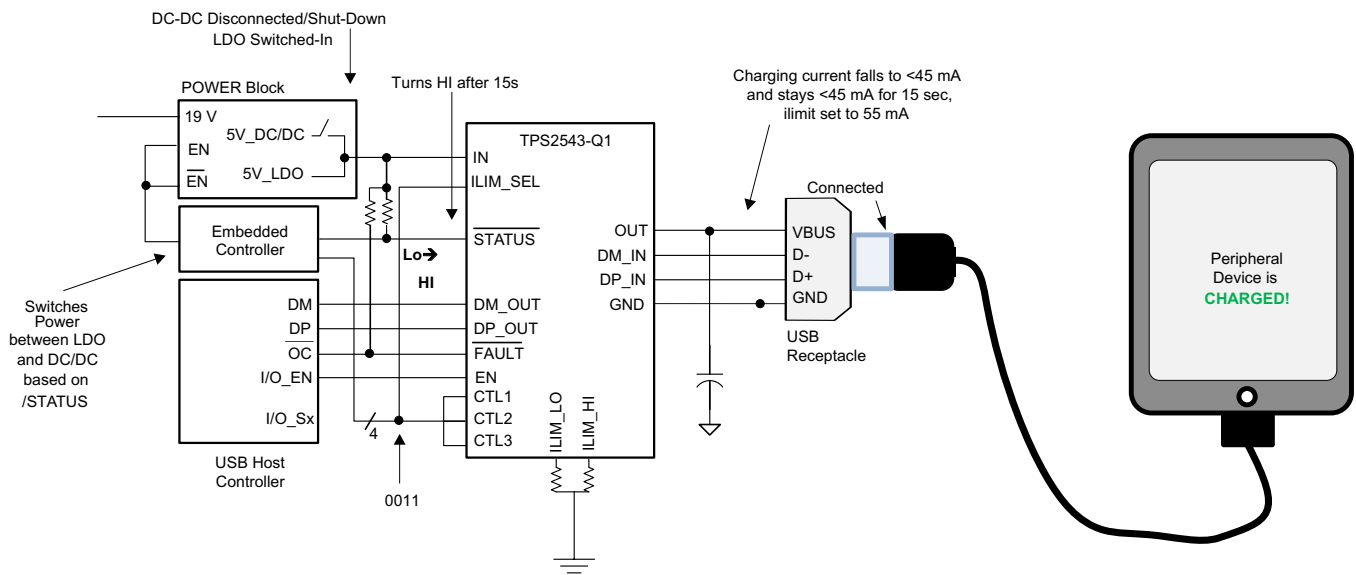 DC-DC Disconnected/Shut-Down
LDO Switched-In
POWER Block
19 V
5V_DC/DC
EN
5V_LDO
EN
Turns HI after 15s
Charging current falls to <45 mA
and stays <45 mA for 15 sec,
ilimit set to 55 mA
TPS2543-Q1
IN
ILIM_SEL
STATUS
Lo➔
HI
DM_OUT
DP_OUT
FAULT
EN
CTL1
CTL2
CTL3
ILIM_LO
ILIM_HI
OUT
DM_IN
DP_IN
GND
Embedded
Controller
Switches
Power
between LDO
and DC/DC
based on
/STATUS
DM
DP
OC
I/O_EN
I/O_Sx
USB Host
Controller
4
0011
Connected
VBUS
D-
D+
GND
USB
Receptacle
Peripheral
Device is
CHARGED!